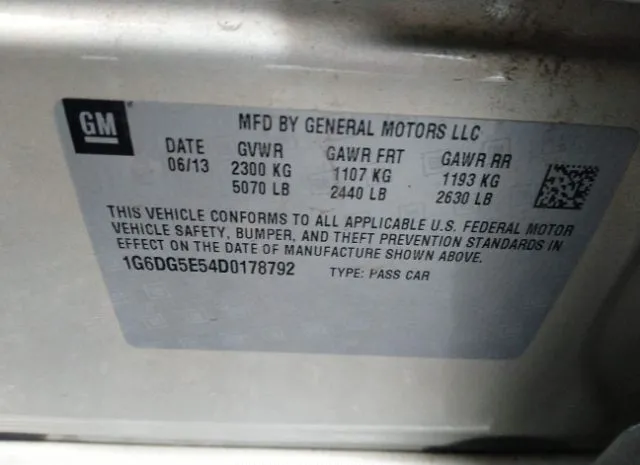 GM
MFD BY GENERAL MOTORS LLC
DATE GVWR GAWR FRT GAWR RR
06/13 2300 KG 1107 KG 1193 KG
5070 LB 2440 LB 2630 LB
THIS VEHICLE CONFORMS TO ALL APPLICABLE U.S. FEDERAL MOTOR
VEHICLE SAFETY, BUMPER, AND THEFT PREVENTION STANDARDS IN
EFFECT ON THE DATE OF MANUFACTURE SHOWN ABOVE.
1G6DG5E54D0178792 TYPE: PASS CAR